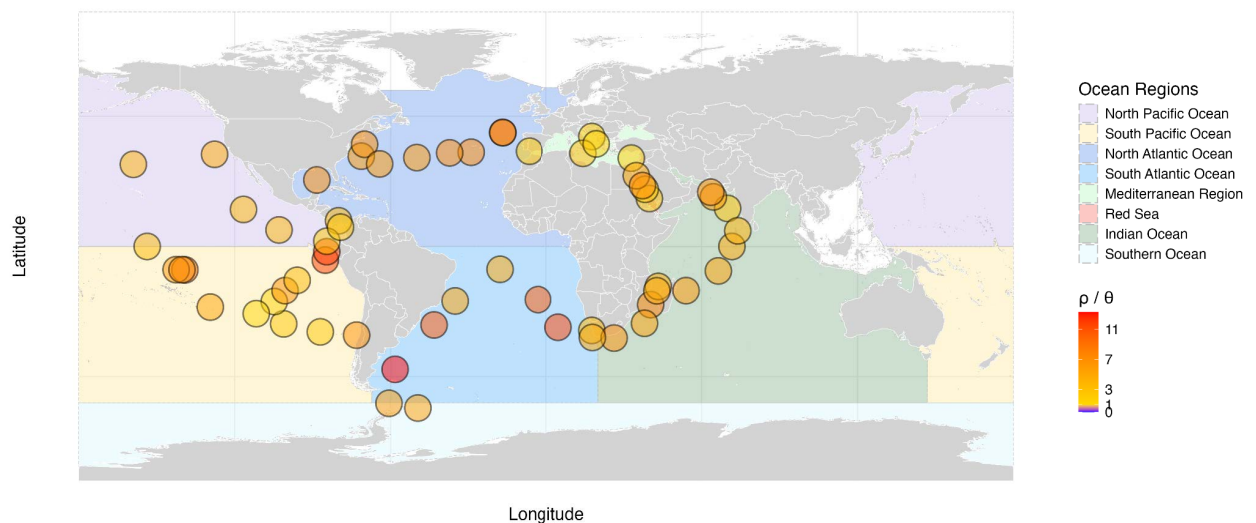 Latitude
Longitude
Ocean Regions
North Pacific Ocean
South Pacific Ocean
North Atlantic Ocean
South Atlantic Ocean
Mediterranean Region
Red Sea
Indian Ocean
Southern Ocean
ρ / θ
11
7
3
1
0